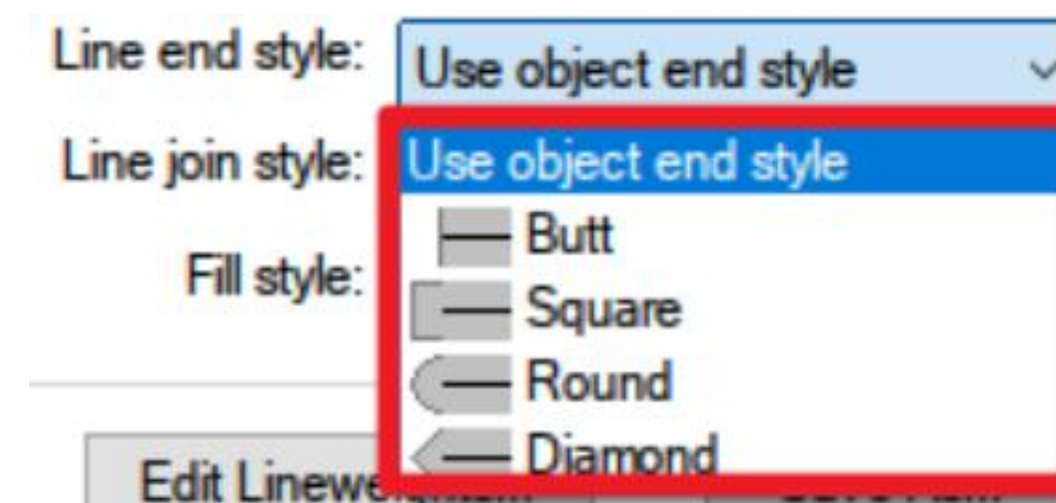 Line end style: Use object end style
Line join style: Use object end style
Butt
Fill style: Square
Round
Diamond
Edit